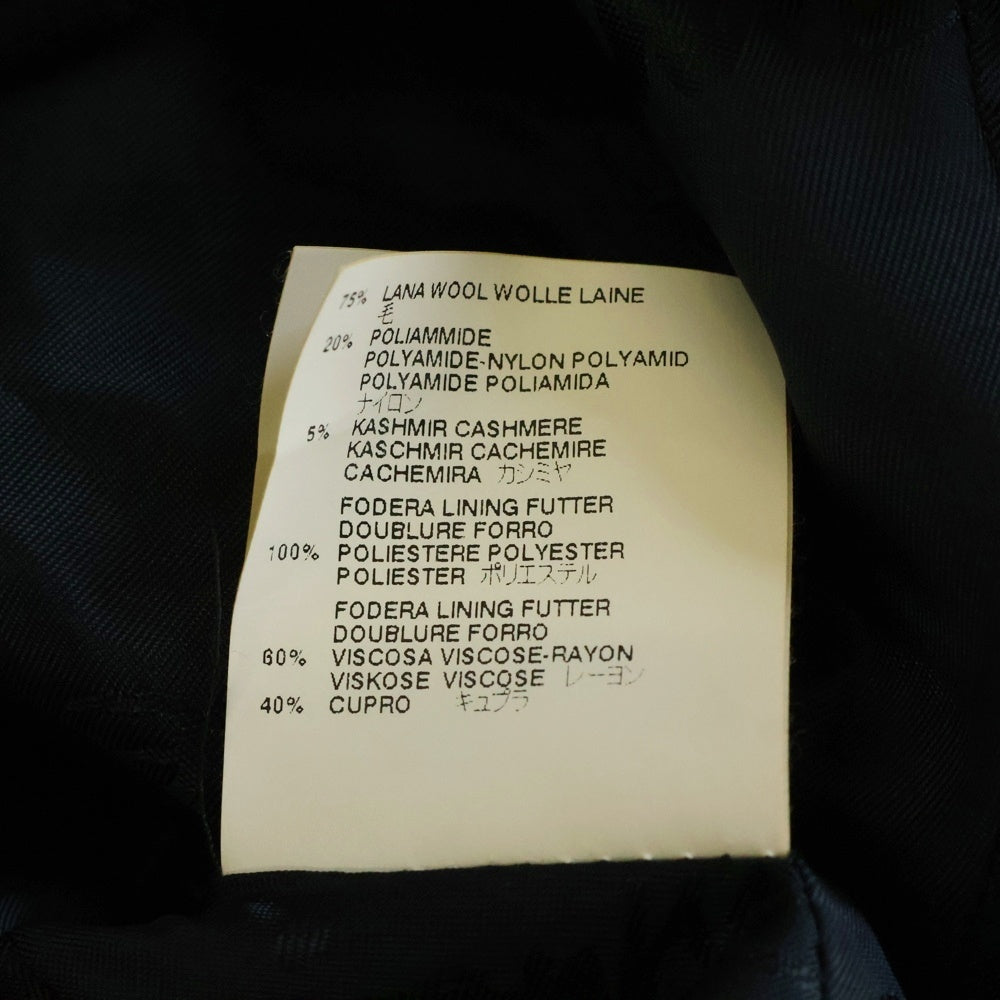 75% LANA WOOL WOLLE LAINE
毛
20% POLIAMMIDE
POLYAMIDE-NYLON POLYAMID
POLYAMIDE POLIAMIDA
ナイロン
5% KASHMIR CASHMERE
KASCHMIR CACHEMIRE
CACHEMIRA カシミヤ
FODERA LINING FUTTER
DOUBLURE FORRO
100% POLIESTERE POLYESTER
POLIESTER ポリエステル
FODERA LINING FUTTER
DOUBLURE FORRO
60% VISCOSA VISCOSE-RAYON
VISKOSE VISCOSE レーヨン
40% CUPRO キュプラ